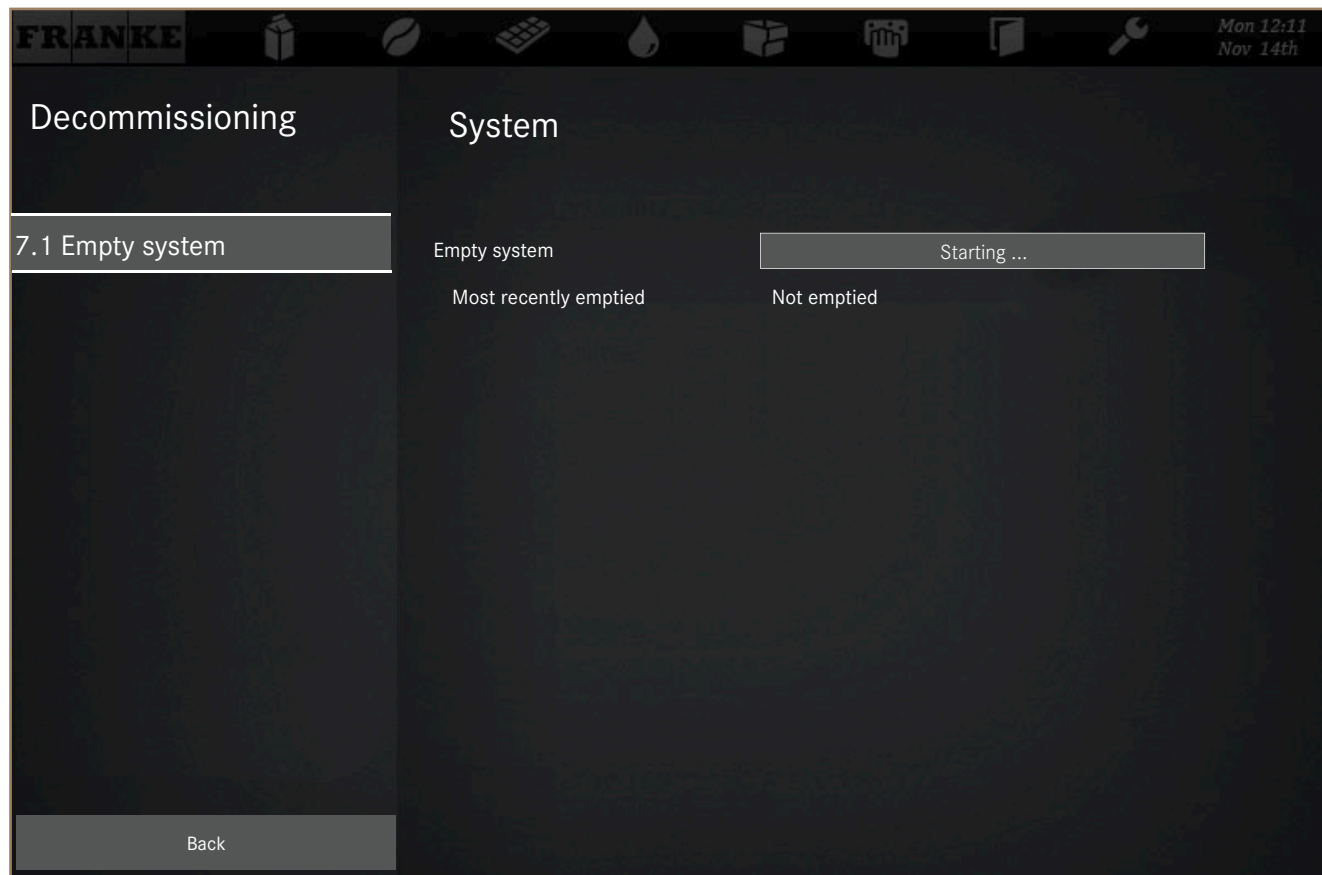 FRANKE
Mon 12:11
Nov 14th
Decommissioning
System
7.1 Empty system
Empty system
Starting ...
Most recently emptied
Not emptied
Back